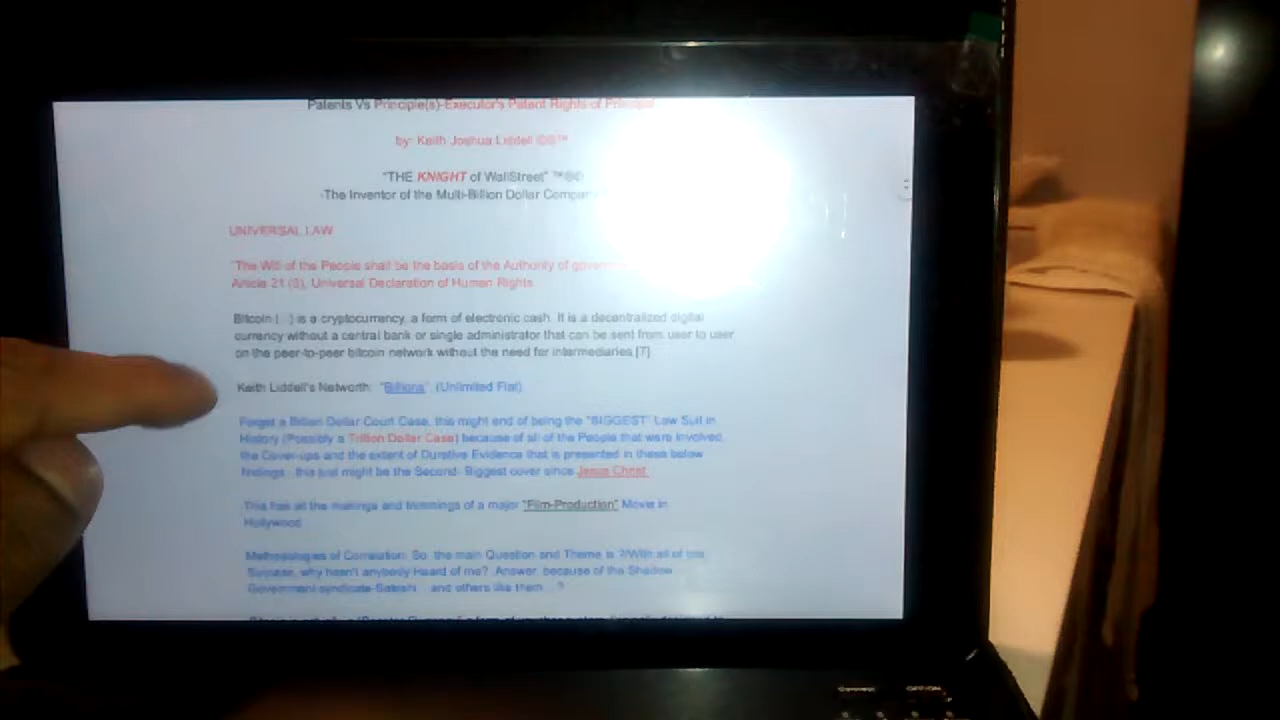 Patents Vs Principle(s)-Executor's Patent Rights of Principal
by: Keith Joshua Liddell ©®™
"THE KNIGHT of WallStreet" ™®©
-The Inventor of the Multi-Billion Dollar Company
UNIVERSAL LAW
"The Will of the People shall be the basis of the Authority of
Article 21 (3), Universal Declaration of Human Rights
Bitcoin ( ) is a cryptocurrency, a form of electronic cash. It is a decentralized digital
currency without a central bank or single administrator that can be sent from user to user
on the peer-to-peer bitcoin network without the need for intermediaries.[7]
Keith Liddell's Networth: "Billions", (Unlimited Fiat)
Forget a Billion Dollar Court Case, this might end of being the "BIGGEST" Law Suit in
History (Possibly a Trillion Dollar Case) because of all of the People that were Involved,
the Cover-ups and the extent of Durative Evidence that is presented in these below
findings - this just might be the Second Biggest cover since Jesus Christ.
This has all the makings and trimmings of a major "Film-Production" Movie in
Hollywood.
Methodologies of Correlation: So, the main Question and Theme is ?/With all of this
Success, why hasn't anybody Heard of me? Answer, because of the Shadow
Government syndicate-Satoshi and others like them ?